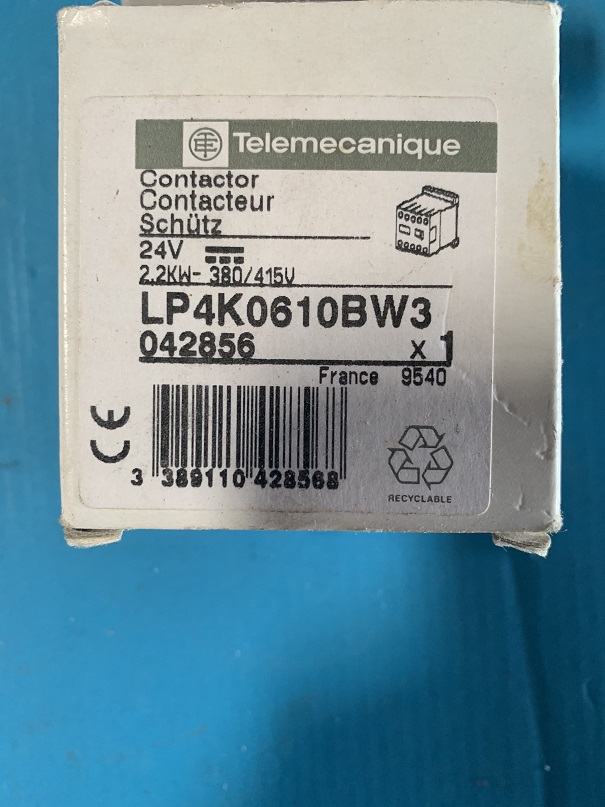 Telemecanique
Contactor
Contacteur
Schütz
24V
2.2KW- 380/415V
LP4K0610BW3
042856 x 1
France 9540
CE
3 389110 428568
RECYCLABLE